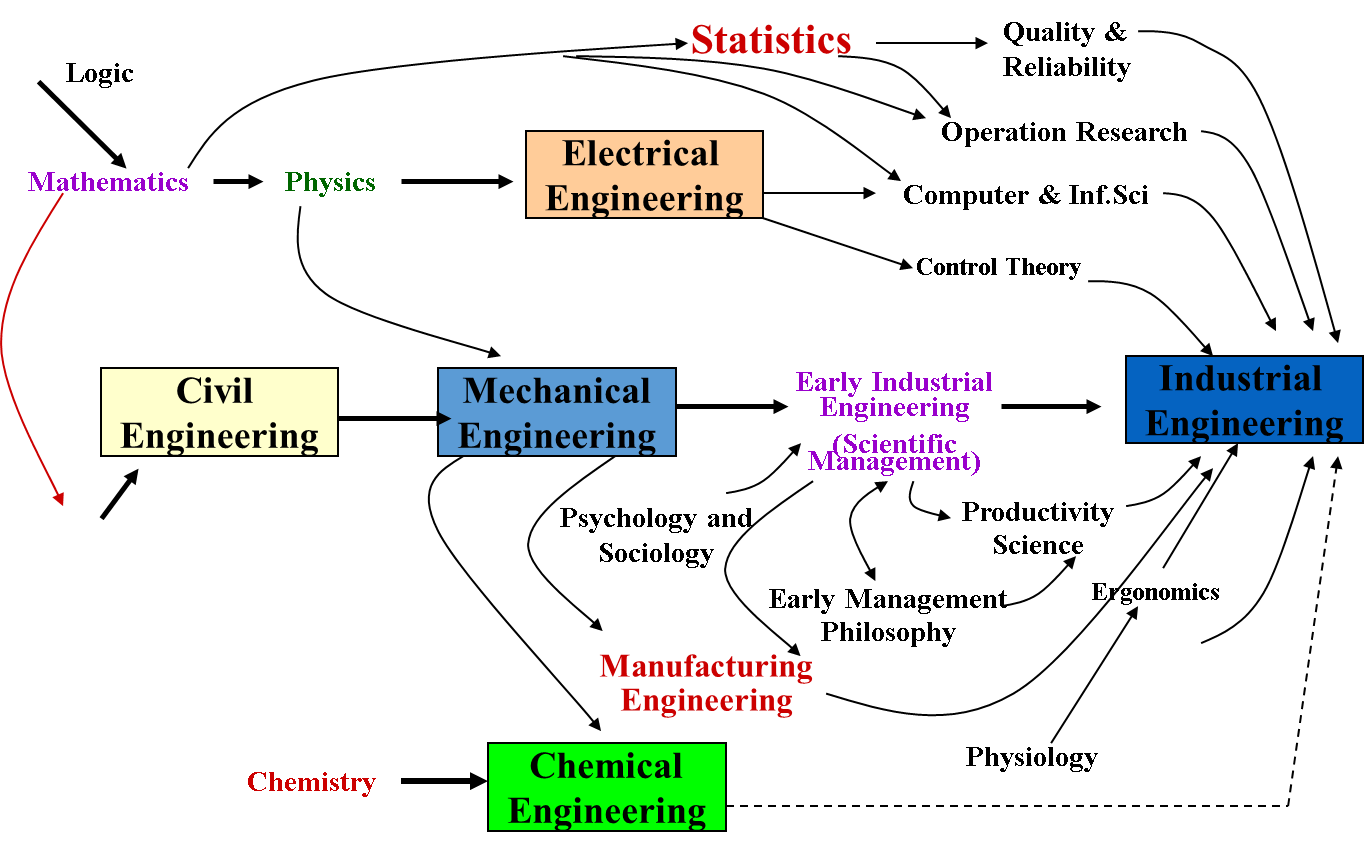 Statistics
Quality &
Reliability
Logic
Operation Research
Mathematics
Physics
Electrical
Engineering
Computer & Inf.Sci
Control Theory
Civil
Engineering
Mechanical
Engineering
Early Industrial
Engineering
(Scientific
Management)
Industrial
Engineering
Psychology and
Sociology
Productivity
Science
Early Management
Philosophy
Ergonomics
Manufacturing
Engineering
Physiology
Chemistry
Chemical
Engineering